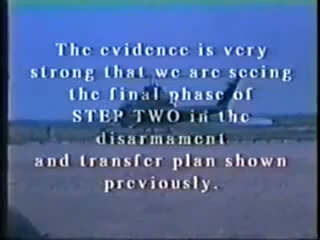 The evidence is very
strong that we are seeing
the final phase of
STEP TWO in the
disarmament
and transfer plan shown
previously.